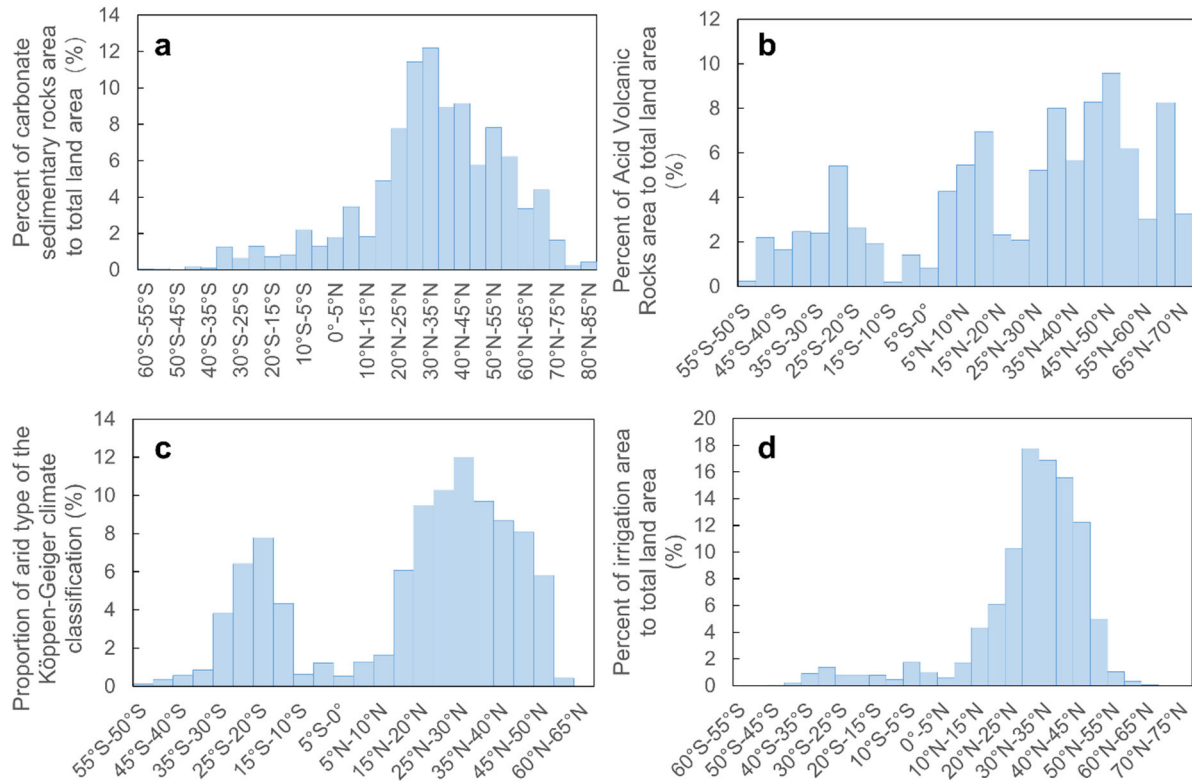 a
Percent of carbonate
sedimentary rocks area
to total land area（%）
14
12
10
8
6
4
2
0
60°S-55°S
50°S-45°S
40°S-35°S
30°S-25°S
20°S-15°S
10°S-5°S
0°-5°N
10°N-15°N
20°N-25°N
30°N-35°N
40°N-45°N
50°N-55°N
60°N-65°N
70°N-75°N
80°N-85°N
b
Percent of Acid Volcanic
Rocks area to total land area
（%）
12
10
8
6
4
2
0
55°S-50°S
45°S-40°S
35°S-30°S
25°S-20°S
15°S-10°S
5°S-0°
5°N-10°N
15°N-20°N
25°N-30°N
35°N-40°N
45°N-50°N
55°N-60°N
65°N-70°N
c
Proportion of arid type of the
Köppen-Geiger climate
classification (%)
14
12
10
8
6
4
2
0
55°S-50°S
45°S-40°S
35°S-30°S
25°S-20°S
15°S-10°S
5°S-0°
5°N-10°N
15°N-20°N
25°N-30°N
35°N-40°N
45°N-50°N
60°N-65°N
d
Percent of irrigation area
to total land area
(%)
20
18
16
14
12
10
8
6
4
2
0
60°S-55°S
50°S-45°S
40°S-35°S
30°S-25°S
20°S-15°S
10°S-5°S
0°-5°N
10°N-15°N
20°N-25°N
30°N-35°N
40°N-45°N
50°N-55°N
60°N-65°N
70°N-75°N